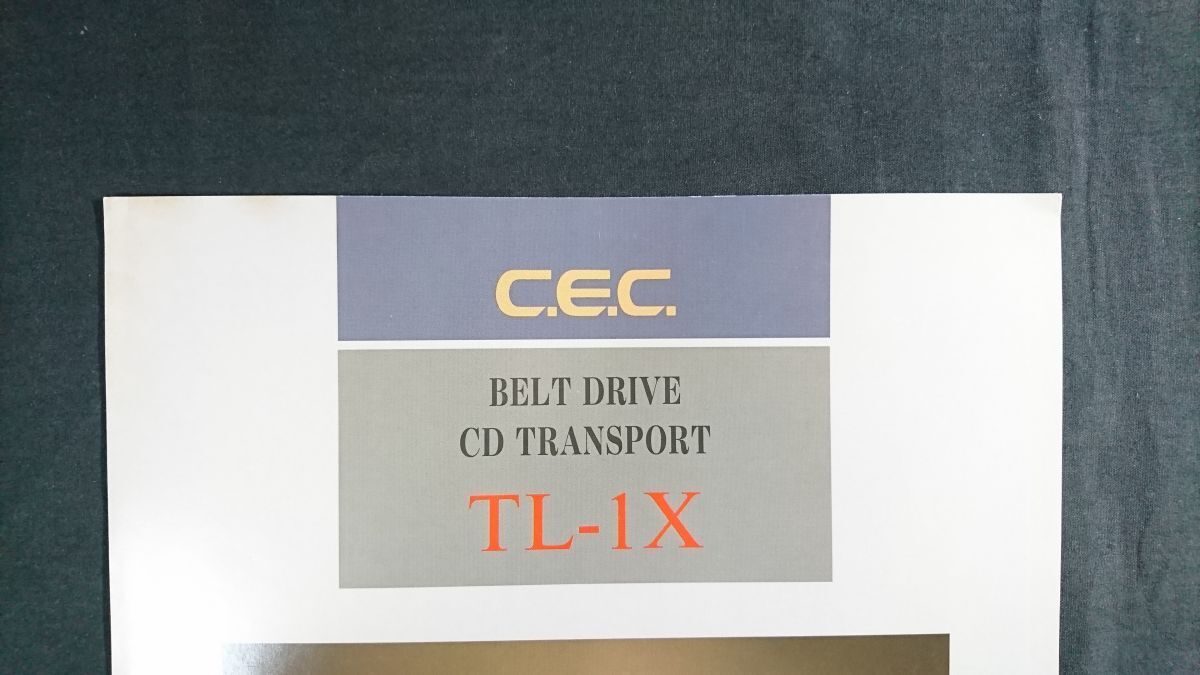 C.E.C.
BELT DRIVE
CD TRANSPORT
TL-1X